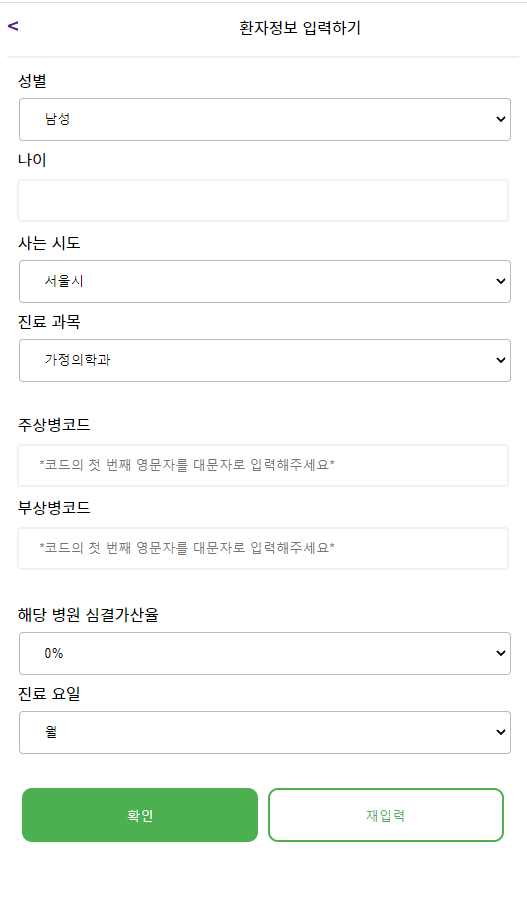 <
환자정보 입력하기
성별
남성
나이
사는 시도
서울시
진료 과목
가정의학과
주상병코드
*코드의 첫 번째 영문자를 대문자로 입력해주세요*
부상병코드
*코드의 첫 번째 영문자를 대문자로 입력해주세요*
해당 병원 심결가산율
0%
진료 요일
월
확인
재입력